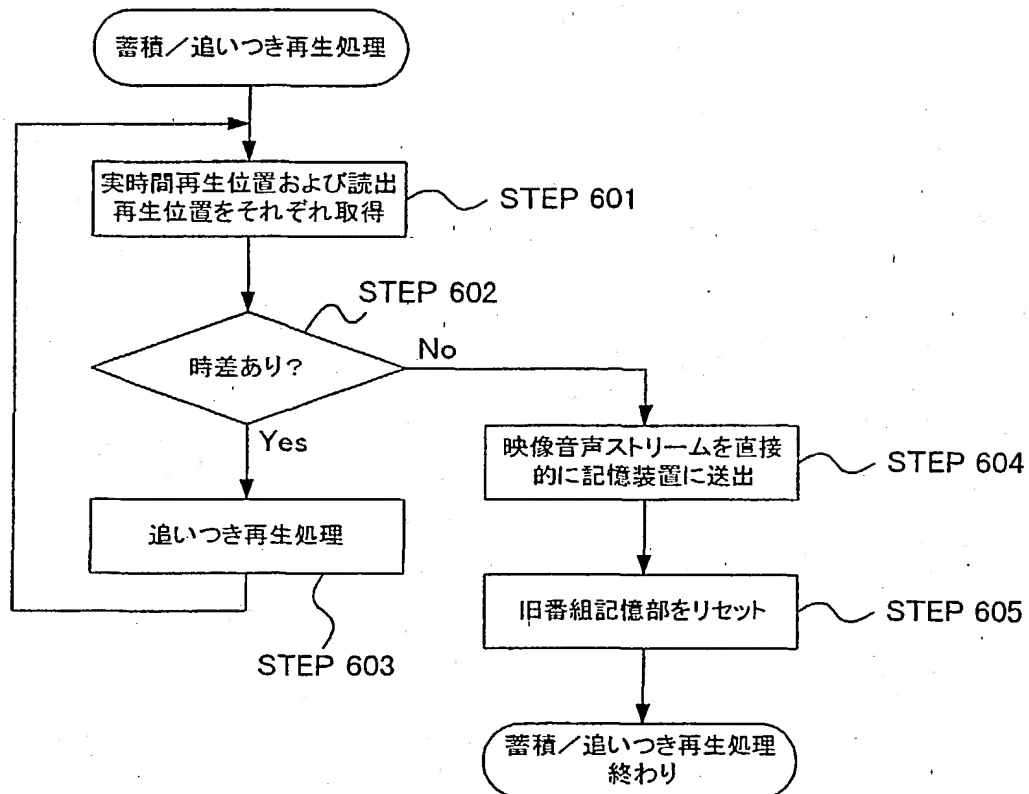 蓄積／追いつき再生処理
実時間再生位置および読出
再生位置をそれぞれ取得
STEP 601
STEP 602
時差あり？
No
Yes
追いつき再生処理
STEP 603
映像音声ストリームを直接
的に記憶装置に送出
STEP 604
旧番組記憶部をリセット
STEP 605
蓄積／追いつき再生処理
終わり